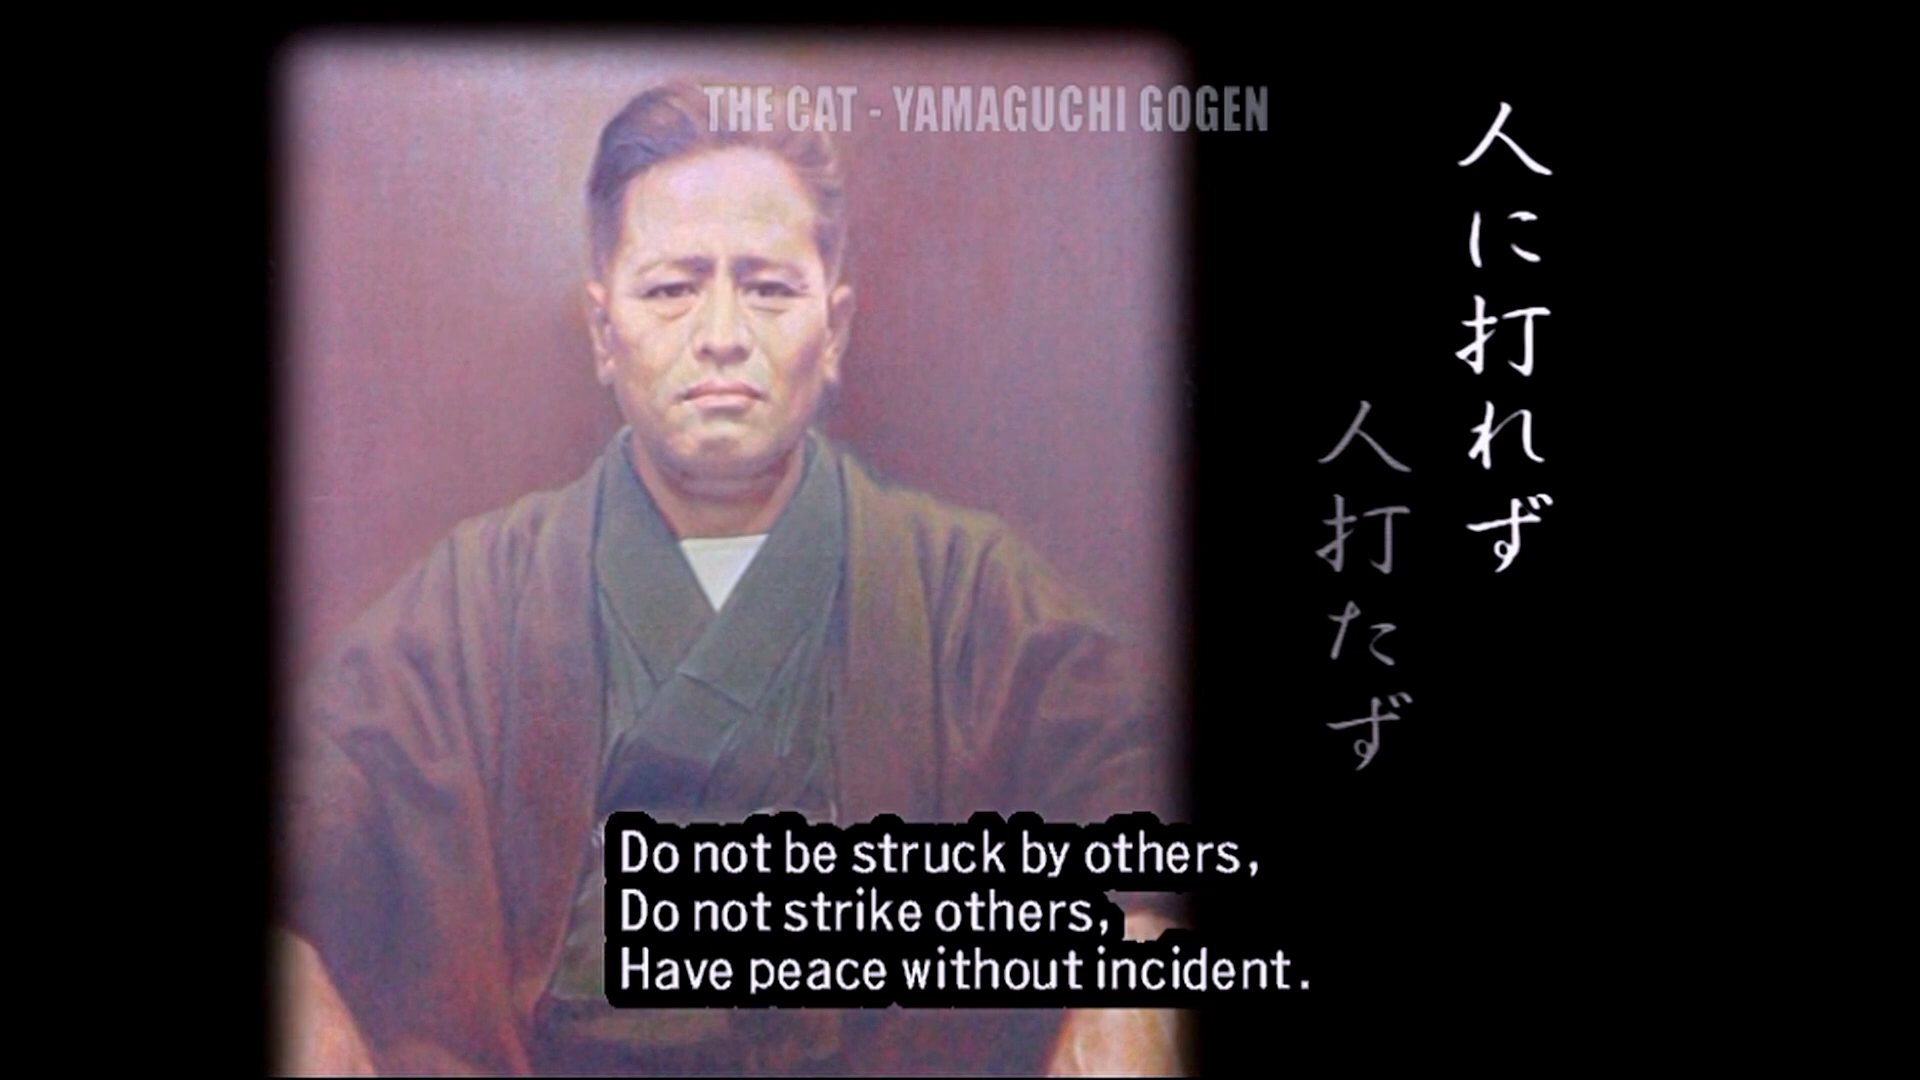 THE CAT - YAMAGUCHI GOGEN
人に打れず
人打たず
Do not be struck by others,
Do not strike others,
Have peace without incident.